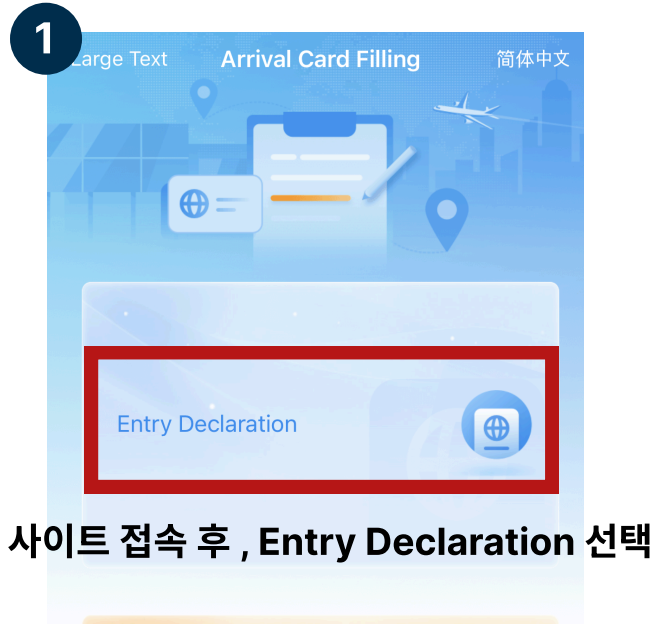 1
Large Text
Arrival Card Filling
简体中文
Entry Declaration
사이트 접속 후 , Entry Declaration 선택